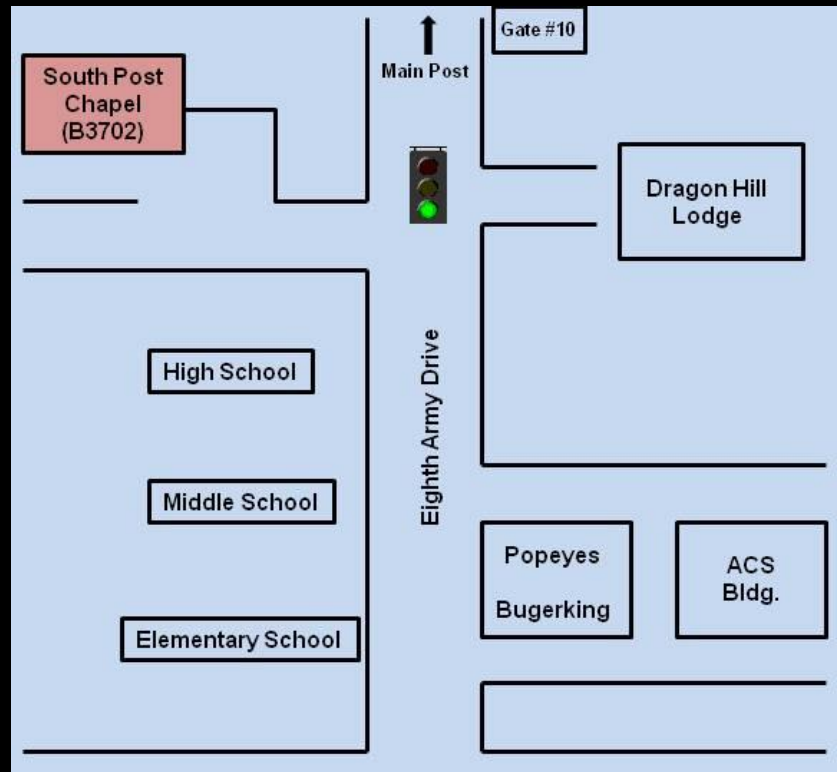 Gate #10
Main Post
South Post
Chapel
(B3702)
Dragon Hill
Lodge
High School
Eighth Army Drive
Middle School
Popeyes
Bugerking
ACS
Bldg.
Elementary School